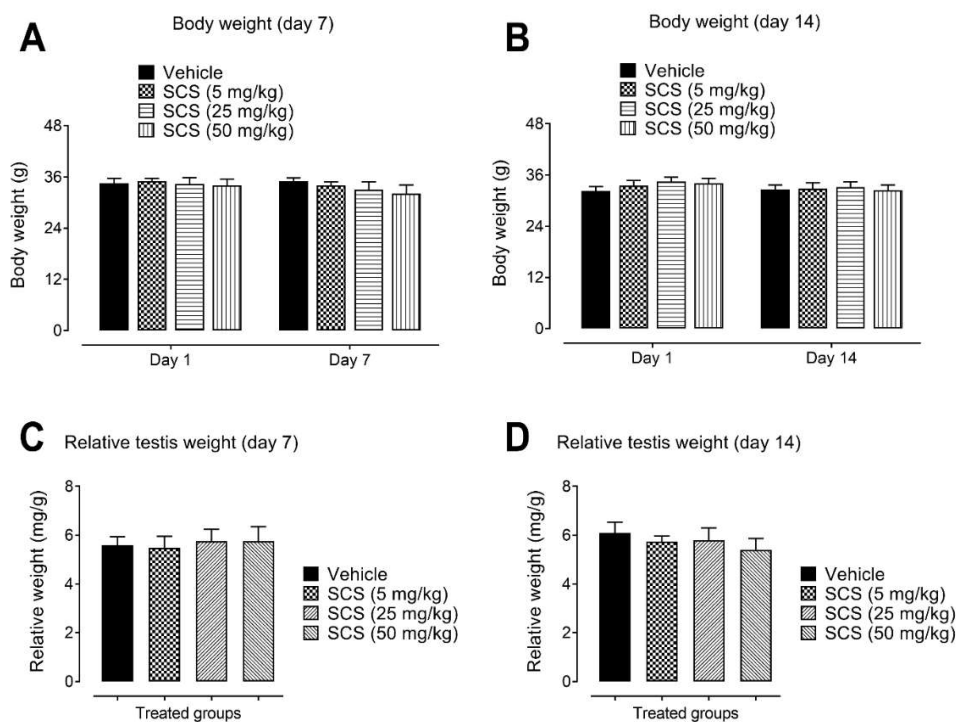 A
Body weight (day 7)
Vehicle
SCS (5 mg/kg)
SCS (25 mg/kg)
SCS (50 mg/kg)
Body weight (g)
48
36
24
12
0
Day 1
Day 7
B
Body weight (day 14)
Vehicle
SCS (5 mg/kg)
SCS (25 mg/kg)
SCS (50 mg/kg)
Body weight (g)
48
36
24
12
0
Day 1
Day 14
C
Relative testis weight (day 7)
Relative weight (mg/g)
8
6
4
2
0
Treated groups
Vehicle
SCS (5 mg/kg)
SCS (25 mg/kg)
SCS (50 mg/kg)
D
Relative testis weight (day 14)
Relative weight (mg/g)
8
6
4
2
0
Treated groups
Vehicle
SCS (5 mg/kg)
SCS (25 mg/kg)
SCS (50 mg/kg)